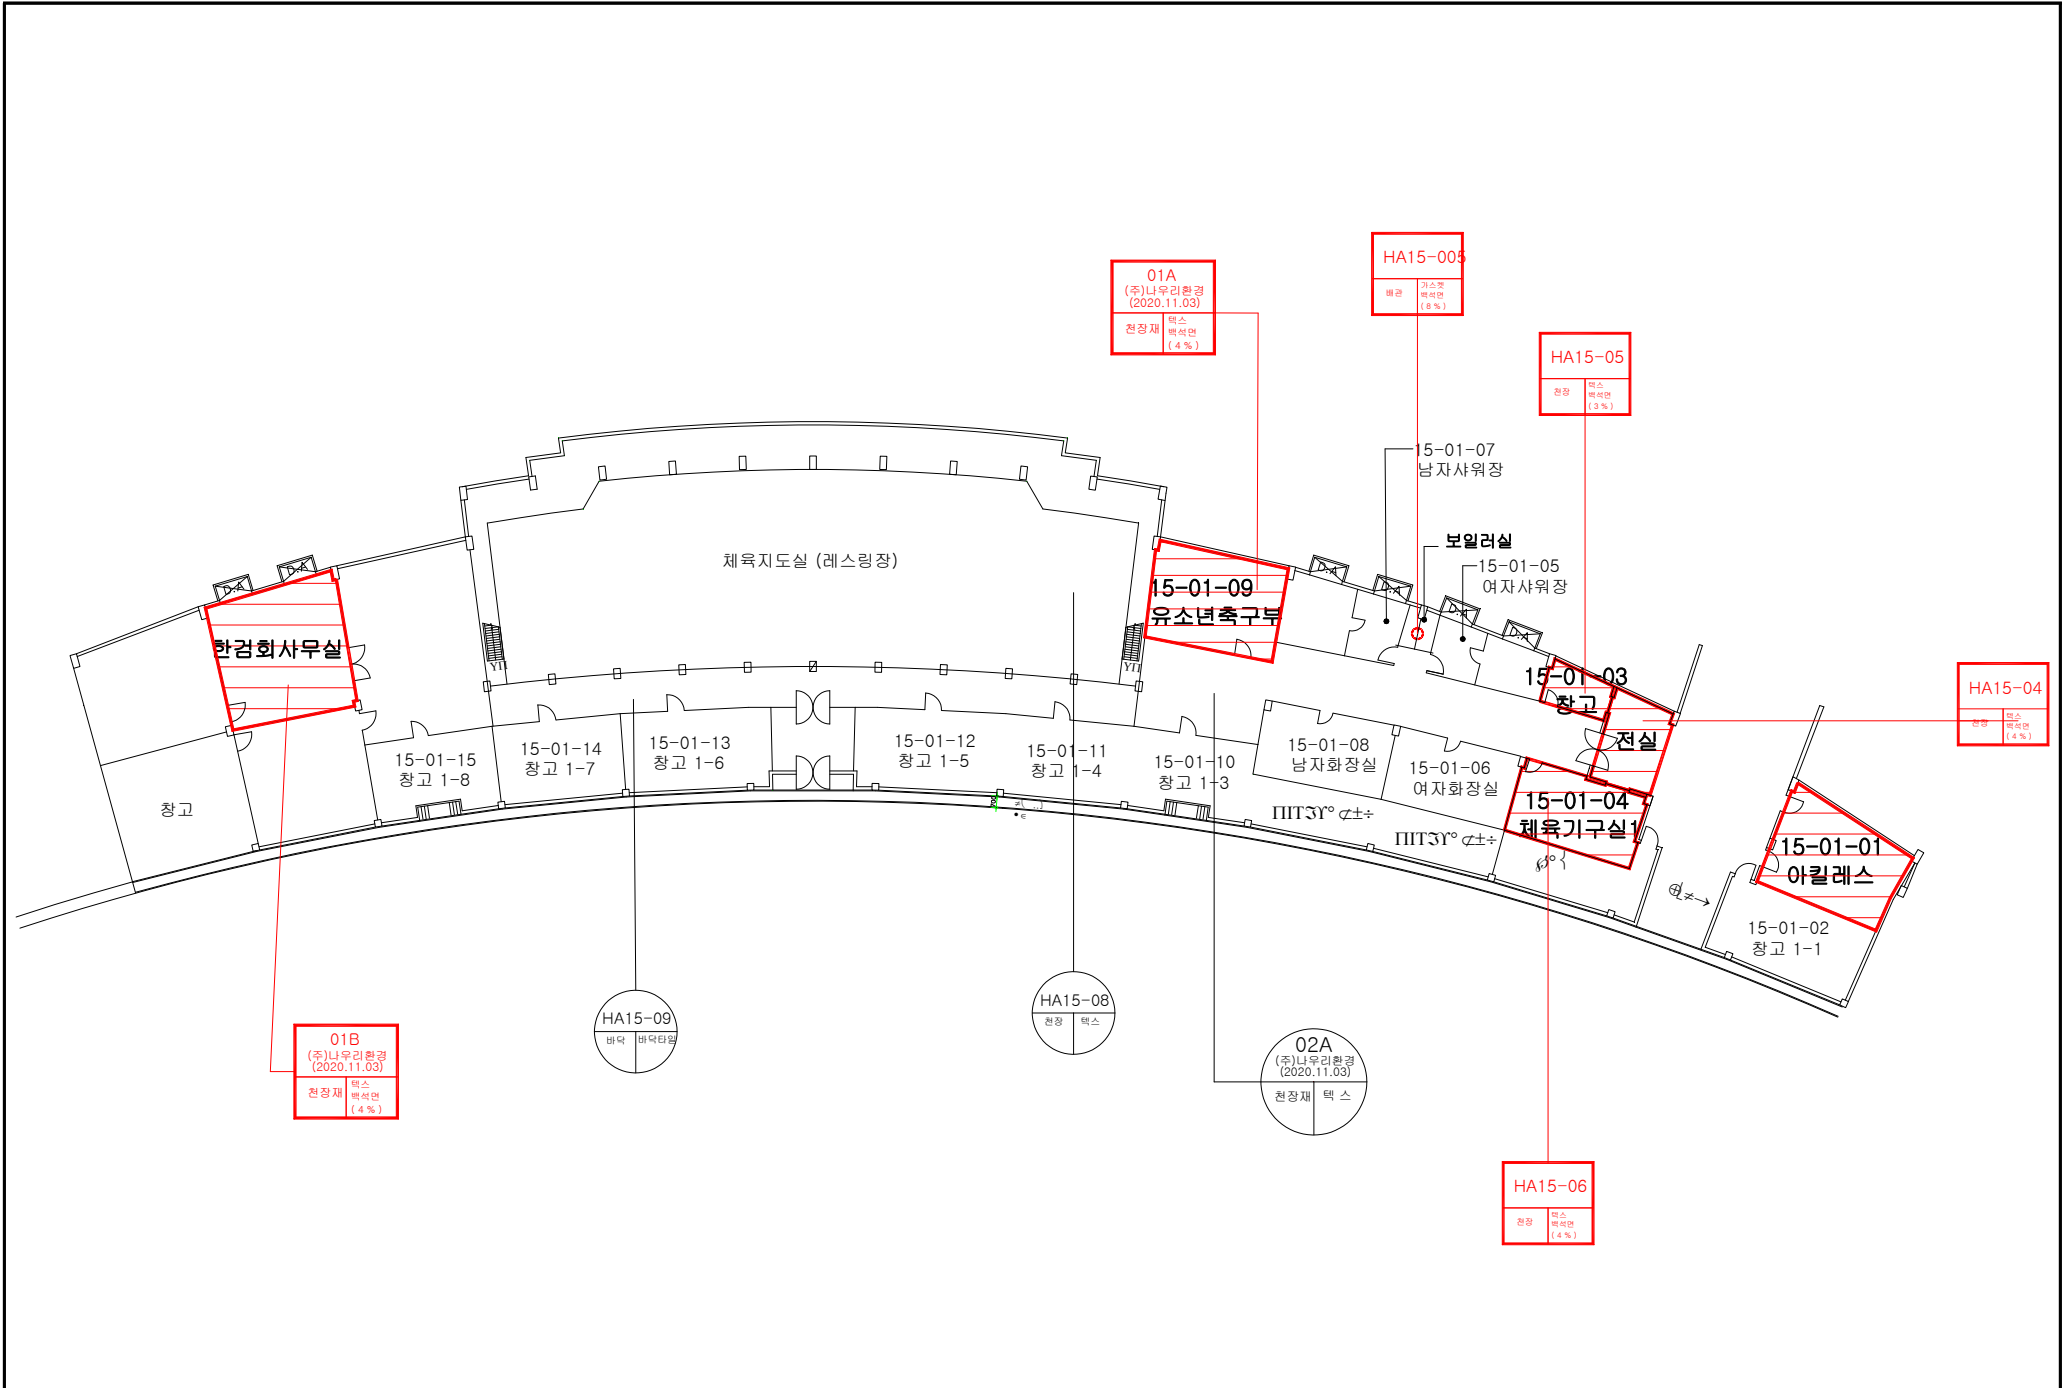 HA15-005
배관
가스켓
백석면
(8%)
01A
(주)나우리환경
(2020.11.03)
천장재
텍스
백석면
(4%)
HA15-05
천장
텍스
백석면
(3%)
15-01-07
남자샤워장
보일러실
15-01-05
여자샤워장
체육지도실 (레스링장)
D.A
D.A
D.A
D.A
D.A
D.A
15-01-09
유소년축구부
한검회사무실
15-01-03
창고
HA15-04
천장
텍스
백석면
(4%)
전실
15-01-15
창고 1-8
15-01-14
창고 1-7
15-01-13
창고 1-6
15-01-12
창고 1-5
15-01-11
창고 1-4
15-01-10
창고 1-3
15-01-08
남자화장실
15-01-06
여자화장실
15-01-04
체육기구실1
창고
15-01-01
아킬레스
15-01-02
창고 1-1
HA15-09
바닥
바닥타일
HA15-08
천장
텍스
02A
(주)나우리환경
(2020.11.03)
천장재
텍 스
01B
(주)나우리환경
(2020.11.03)
천장재
텍스
백석면
(4%)
HA15-06
천장
텍스
백석면
(4%)